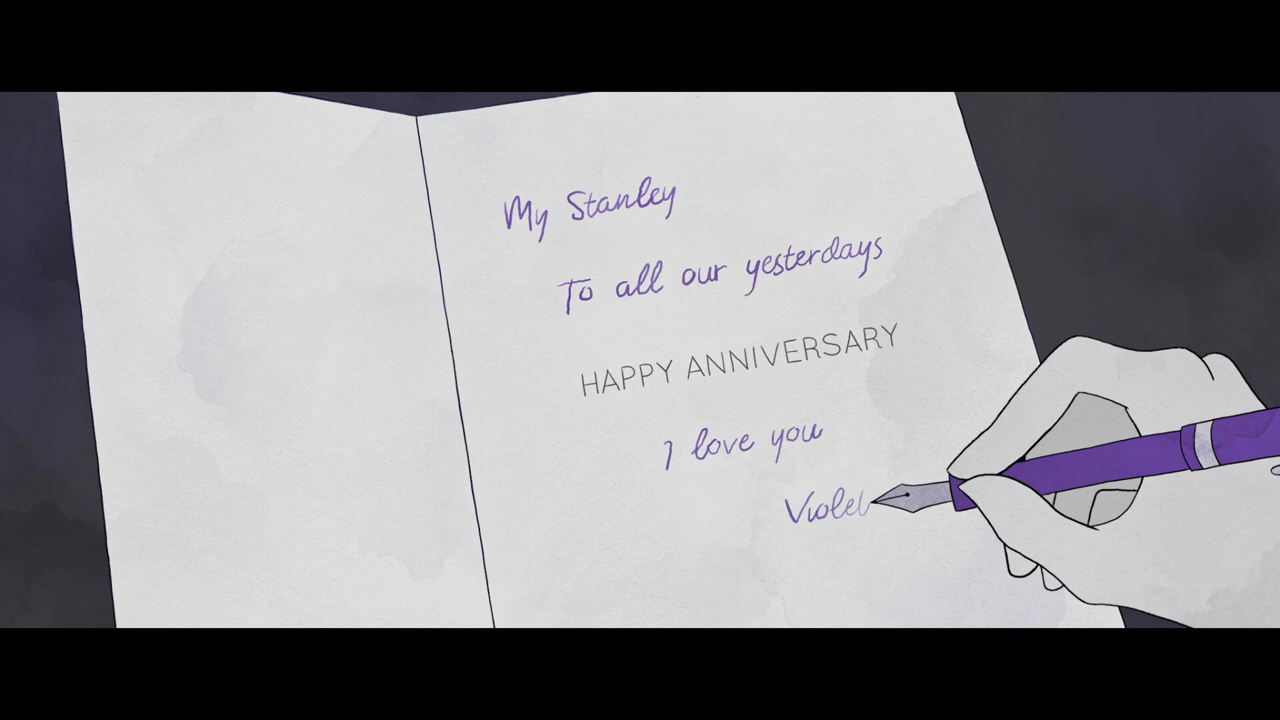 My Stanley
To all our yesterdays
HAPPY ANNIVERSARY
I love you
Violet